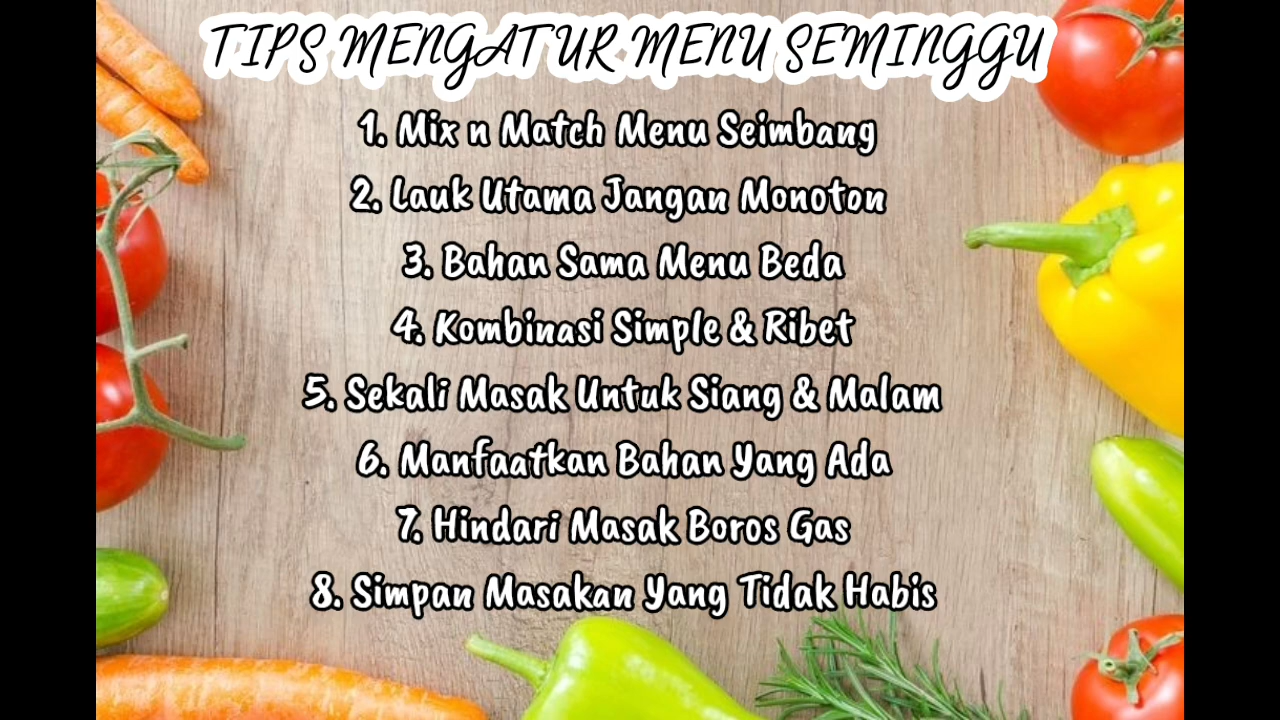 TIPS MENGATUR MENU SEMINGGU
1. Mix n Match Menu Seimbang
2. Lauk Utama Jangan Monoton
3. Bahan Sama Menu Beda
4. Kombinasi Simple & Ribet
5. Sekali Masak Untuk Siang & Malam
6. Manfaatkan Bahan Yang Ada
7. Hindari Masak Boros Gas
8. Simpan Masakan Yang Tidak Habis